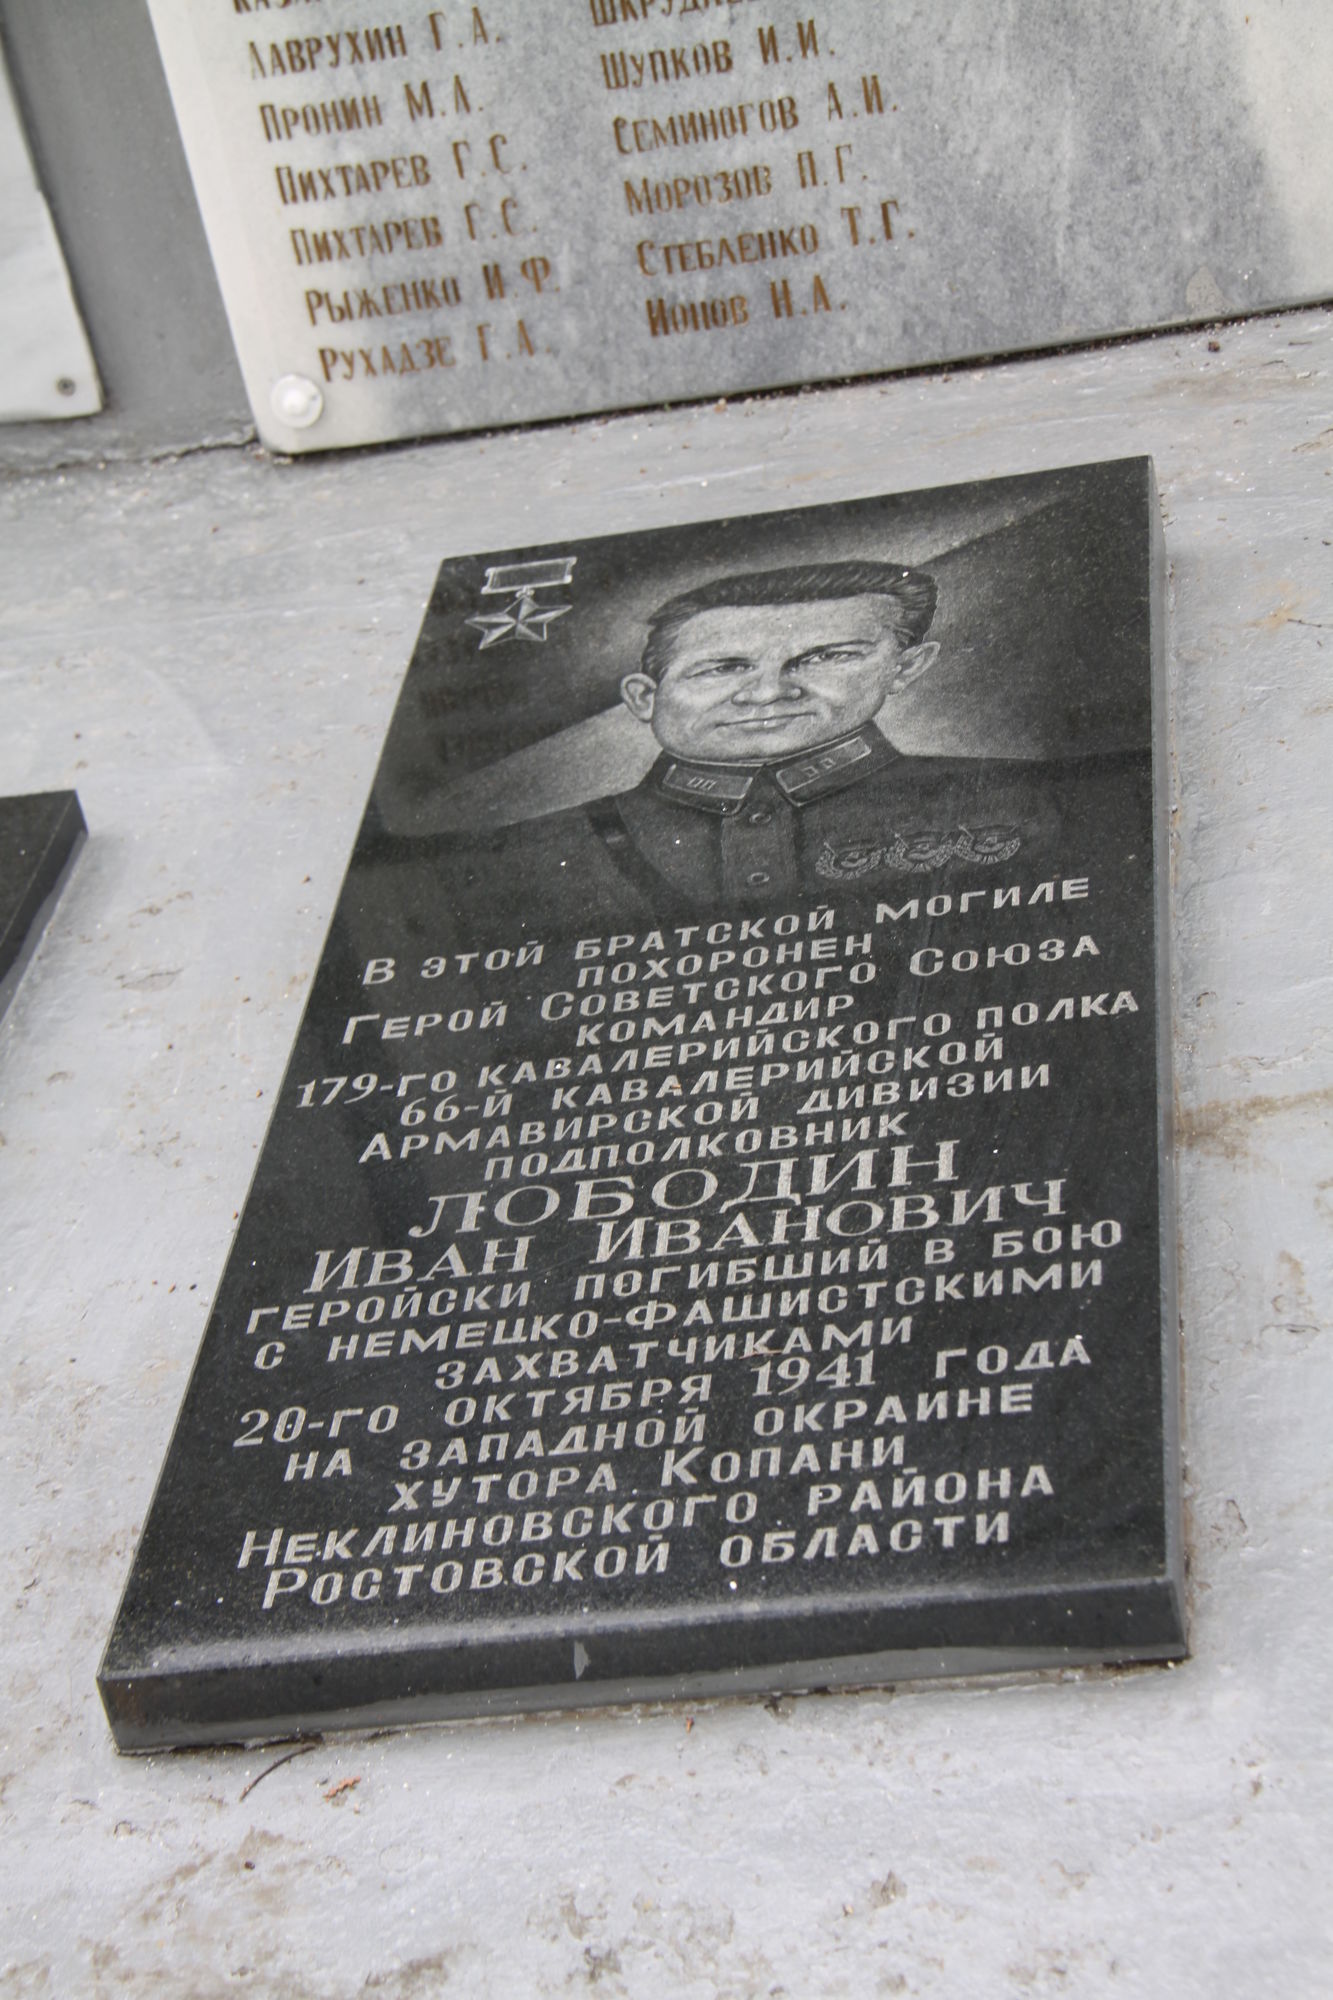 Лаврухин Г.А.
Пронин М.А.
Пихтарев Г.С.
Пихтарев Г.С.
Рыженко И.Ф.
Рухадзе Г.А.
Шупков И.И.
Семиногов А.И.
Морозов П.Г.
Стебленко Т.Г.
Ионов Н.А.
В этой братской могиле
похоронен
Герой Советского Союза
командир
179-го кавалерийского полка
66-й кавалерийской
Армавирской дивизии
подполковник
ЛОБОДИН
Иван Иванович
геройски погибший в бою
с немецко-фашистскими
захватчиками
20-го октября 1941 года
на западной окраине
хутора Копани
Неклиновского района
Ростовской области